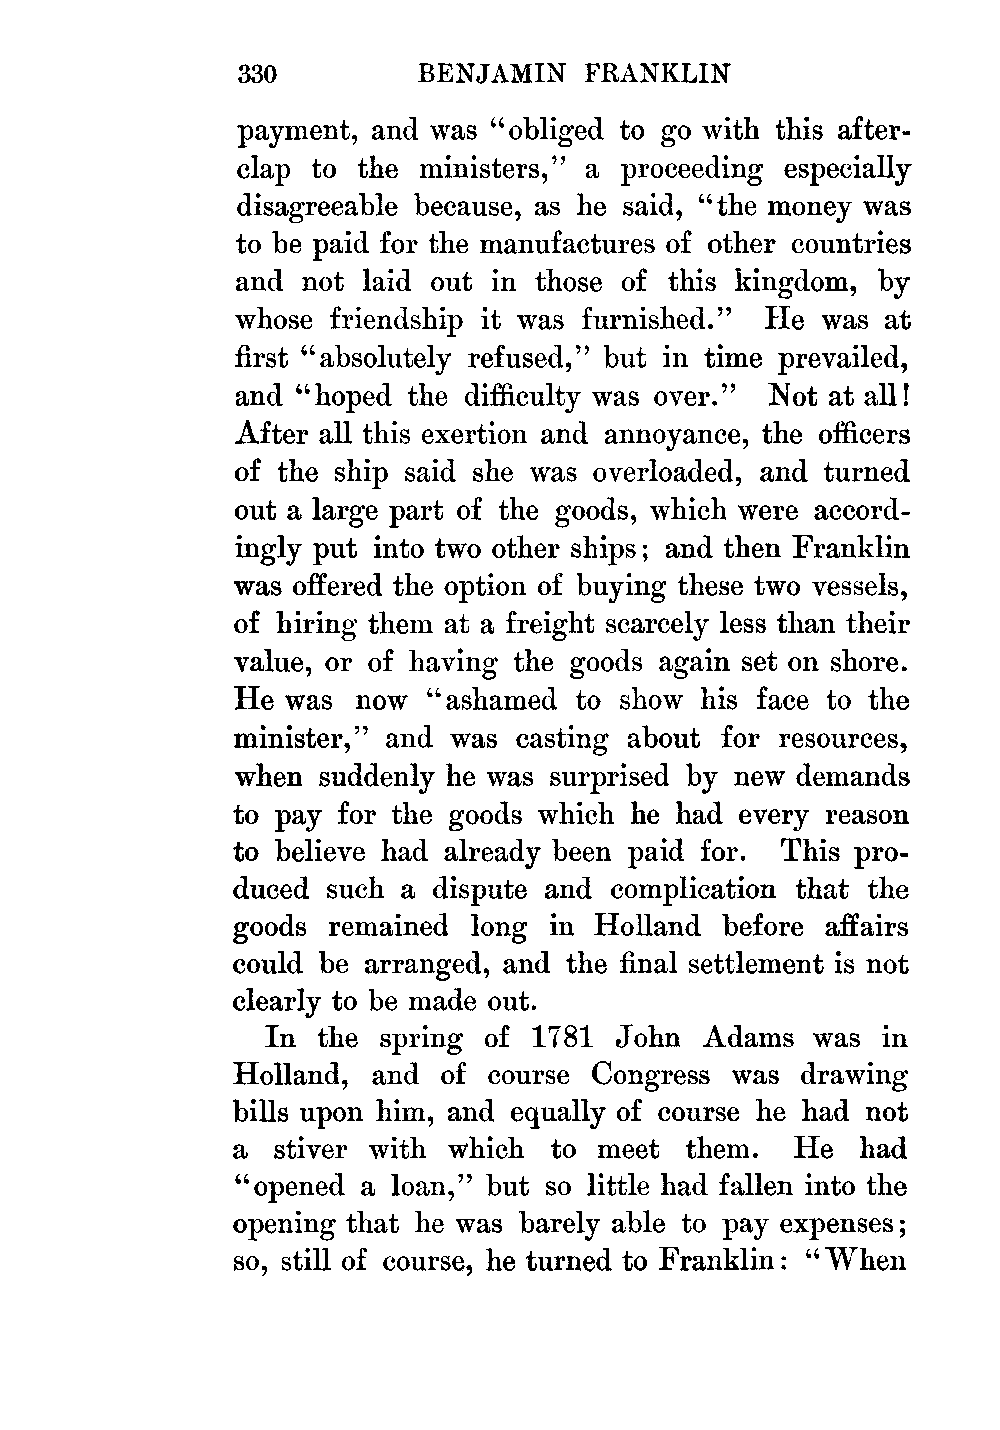 330 BENJAMIN FRANKLIN
payment, and was "obliged to go with this after-
clap to the ministers," a proceeding especially
disagreeable because, as he said, "the money was
to be paid for the manufactures of other countries
and not laid out in those of this kingdom, by
whose friendship it was furnished." He was at
first "absolutely refused," but in time prevailed,
and "hoped the difficulty was over." Not at all!
After all this exertion and annoyance, the officers
of the ship said she was overloaded, and turned
out a large part of the goods, which were accord-
ingly put into two other ships; and then Franklin
was offered the option of buying these two vessels,
of hiring them at a freight scarcely less than their
value, or of having the goods again set on shore.
He was now "ashamed to show his face to the
minister," and was casting about for resources,
when suddenly he was surprised by new demands
to pay for the goods which he had every reason
to believe had already been paid for. This pro-
duced such a dispute and complication that the
goods remained long in Holland before affairs
could be arranged, and the final settlement is not
clearly to be made out.
In the spring of 1781 John Adams was in
Holland, and of course Congress was drawing
bills upon him, and equally of course he had not
a stiver with which to meet them. He had
"opened a loan," but so little had fallen into the
opening that he was barely able to pay expenses;
so, still of course, he turned to Franklin: "When